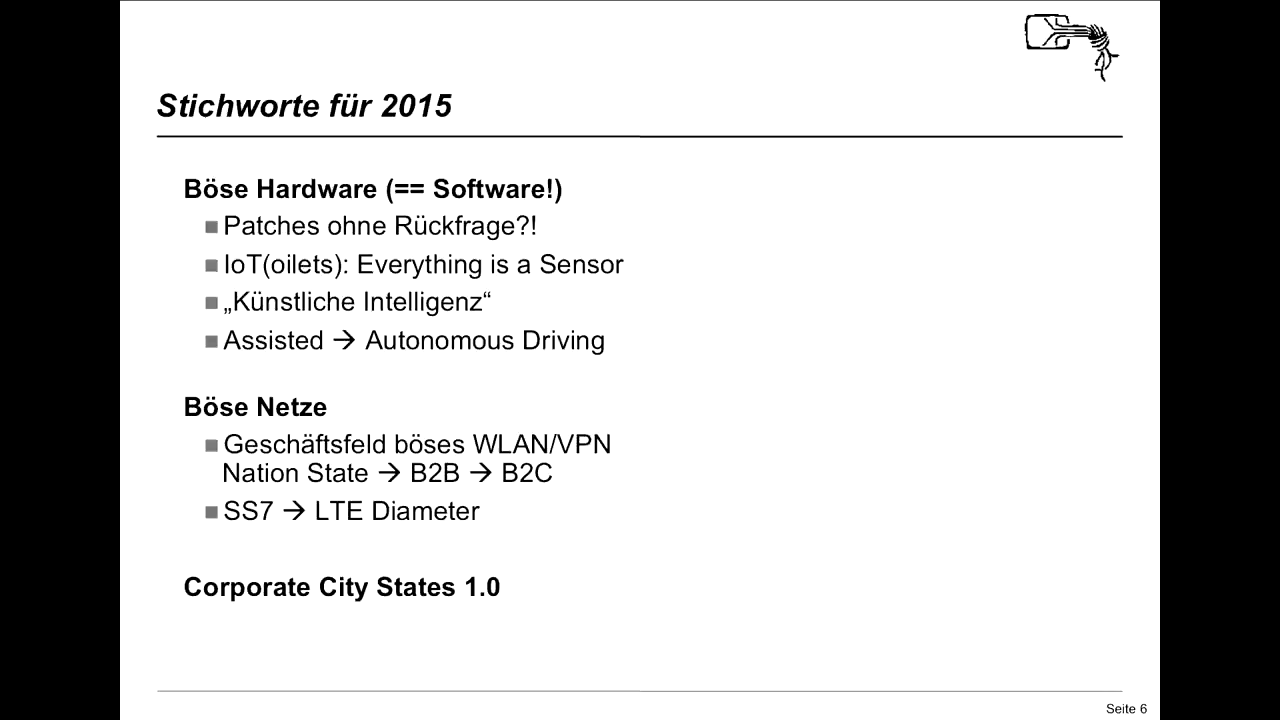 Stichworte für 2015
Böse Hardware (== Software!)
Patches ohne Rückfrage?!
IoT(oilets): Everything is a Sensor
„Künstliche Intelligenz“
Assisted → Autonomous Driving
Böse Netze
Geschäftsfeld böses WLAN/VPN
Nation State → B2B → B2C
SS7 → LTE Diameter
Corporate City States 1.0
Seite 6